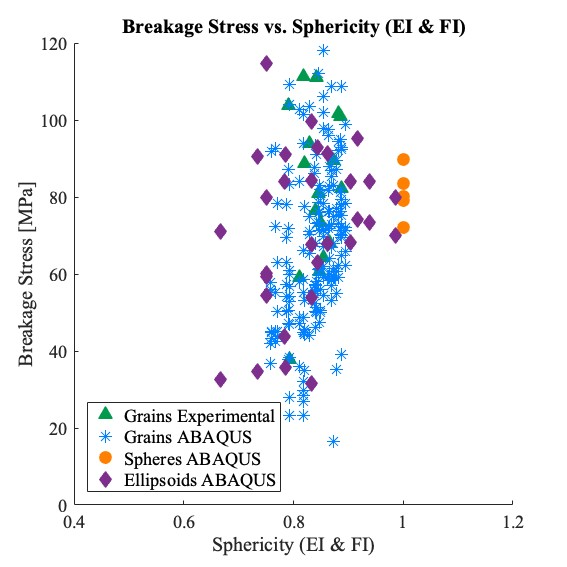 Breakage Stress vs. Sphericity (EI & FI)
120
100
80
60
40
20
0
Breakage Stress [MPa]
Grains Experimental
Grains ABAQUS
Spheres ABAQUS
Ellipsoids ABAQUS
0.4 0.6 0.8 1 1.2
Sphericity (EI & FI)